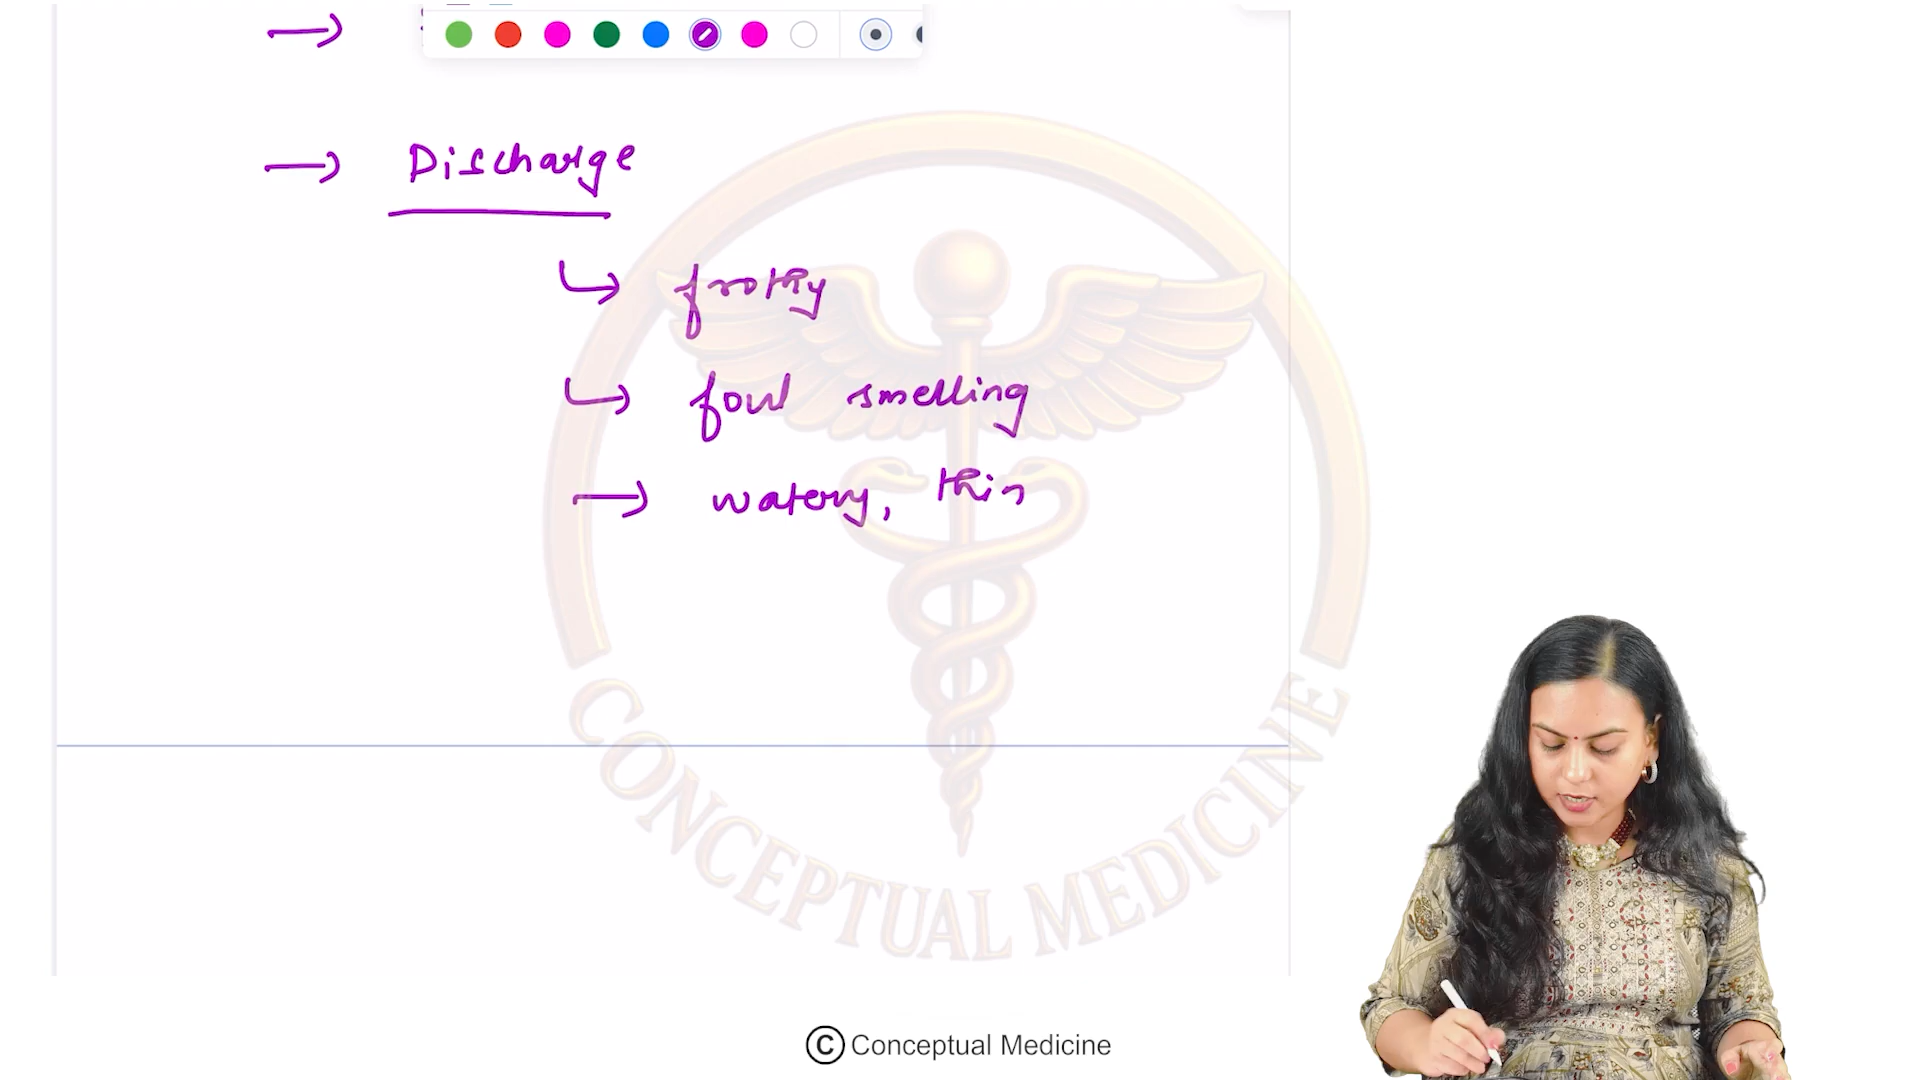 →
→ Discharge
↳ frothy
↳ foul smelling
→ watery, thin
CONCEPTUAL MEDICINE
© Conceptual Medicine